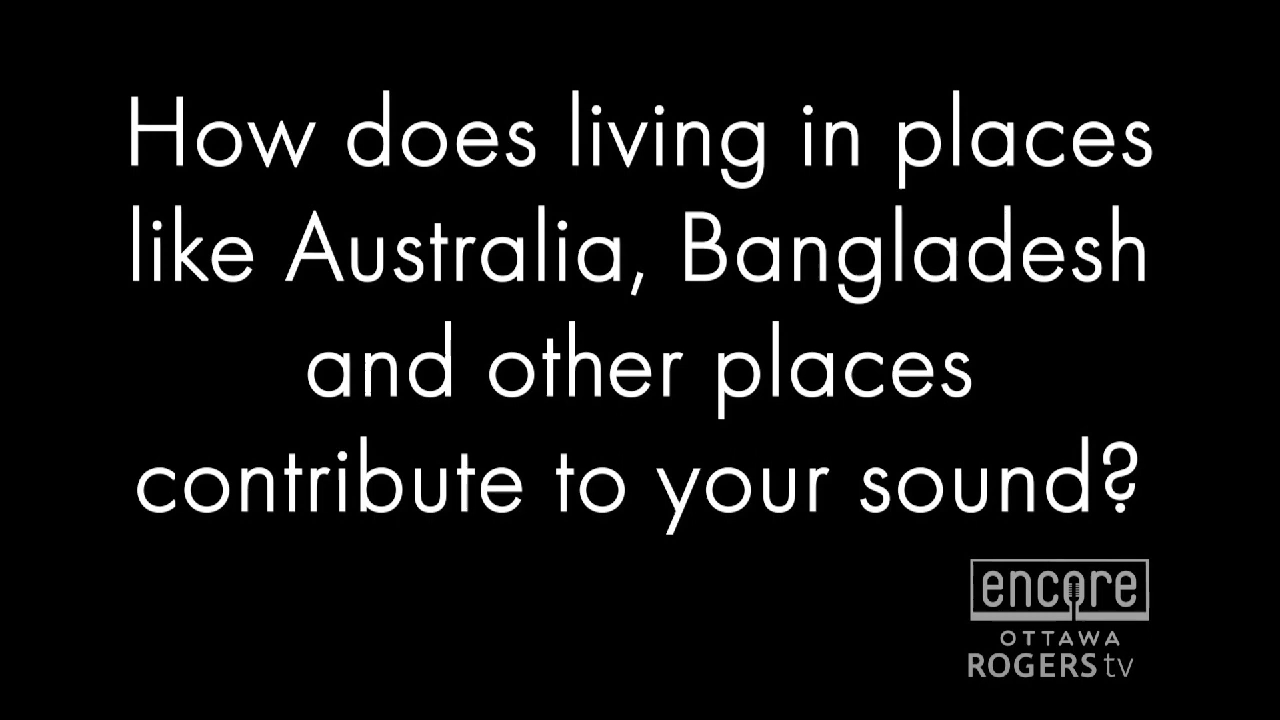 How does living in places
like Australia, Bangladesh
and other places
contribute to your sound?
encore
OTTAWA
ROGERS tv